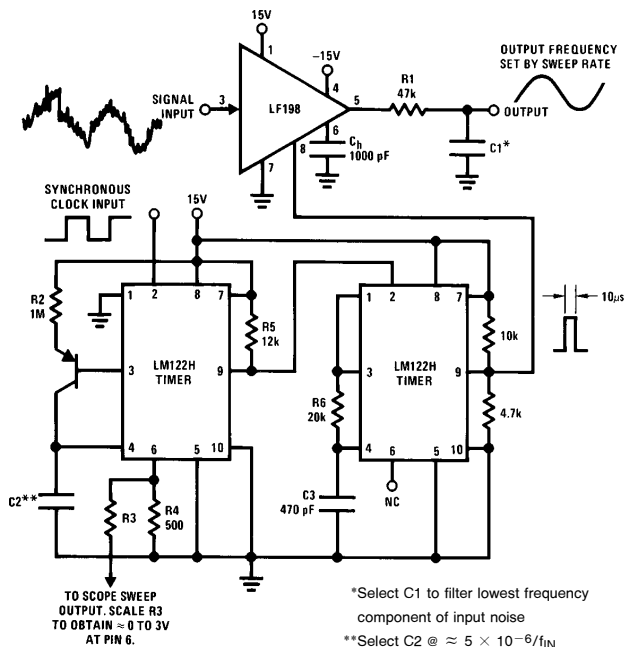 15V
1
−15V
4
OUTPUT FREQUENCY
SET BY SWEEP RATE
SIGNAL
INPUT
3
LF198
5
R1
47k
OUTPUT
6
8
Ch
1000 pF
7
C1*
SYNCHRONOUS
CLOCK INPUT
15V
R2
1M
1
2
8
7
R5
12k
3
LM122H
TIMER
9
4
6
5
10
C2**
R3
R4
500
1
2
8
7
10k
10μs
3
LM122H
TIMER
9
R6
20k
4.7k
4
6
5
10
C3
470 pF
NC
TO SCOPE SWEEP
OUTPUT. SCALE R3
TO OBTAIN ≈ 0 TO 3V
AT PIN 6.
*Select C1 to filter lowest frequency
component of input noise
**Select C2 @ ≈ 5 × 10−6/fIN